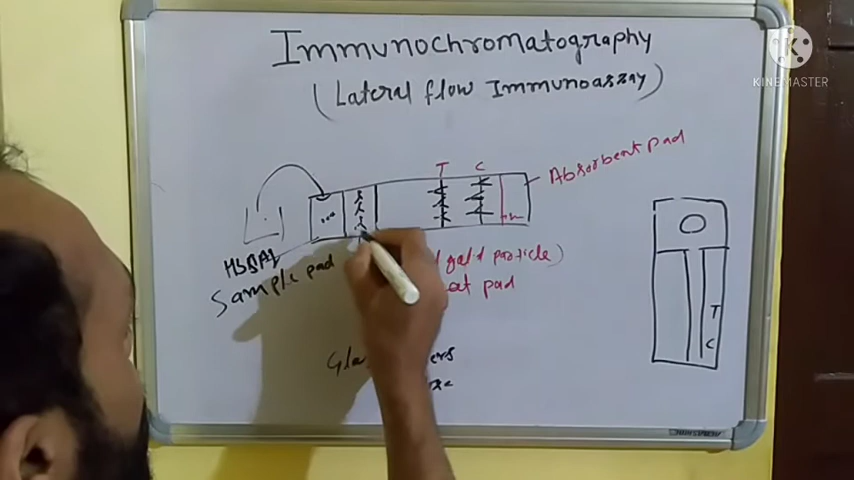 Immunochromatography
(Lateral flow Immunoassay)
KINEMASTER
T C
Absorbent pad
HBsAg
Sample pad
gold particle)
pad
T
C